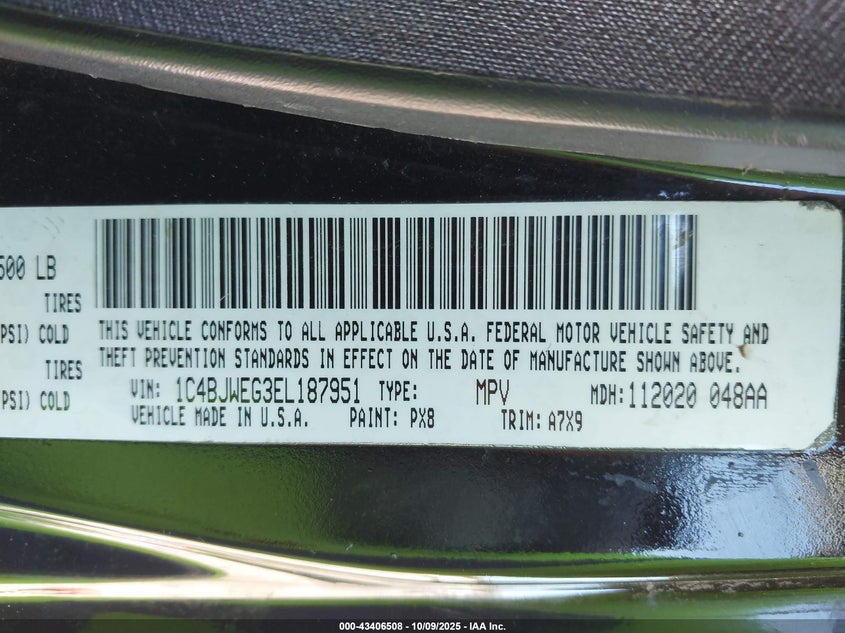 500 LB
TIRES
PSI) COLD
TIRES
PSI) COLD
THIS VEHICLE CONFORMS TO ALL APPLICABLE U.S.A. FEDERAL MOTOR VEHICLE SAFETY AND
THEFT PREVENTION STANDARDS IN EFFECT ON THE DATE OF MANUFACTURE SHOWN ABOVE.
VIN: 1C4BJWEG3EL187951 TYPE: MPV MDH: 112020 048AA
VEHICLE MADE IN U.S.A. PAINT: PX8 TRIM: A7X9
000-43406508 - 10/09/2025 - IAA Inc.